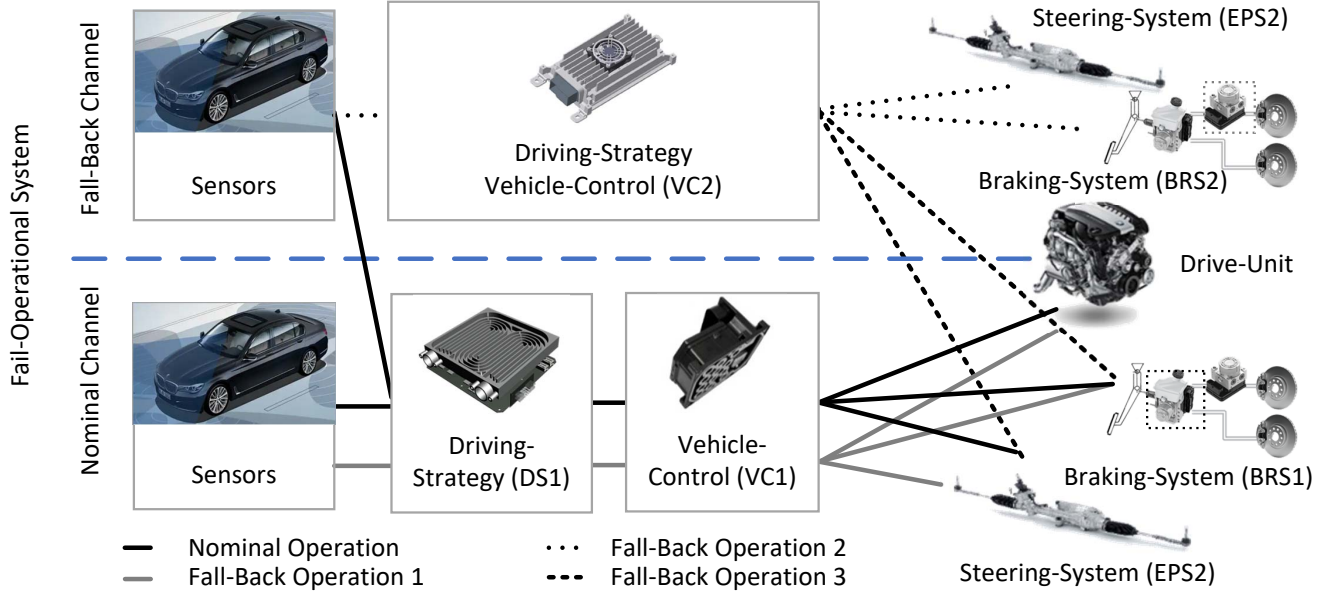 Fail-Operational System
Fall-Back Channel
Sensors
Driving-Strategy
Vehicle-Control (VC2)
Steering-System (EPS2)
Braking-System (BRS2)
Drive-Unit
Nominal Channel
Sensors
Driving-
Strategy (DS1)
Vehicle-
Control (VC1)
Braking-System (BRS1)
Steering-System (EPS2)
Nominal Operation
Fall-Back Operation 1
Fall-Back Operation 2
Fall-Back Operation 3